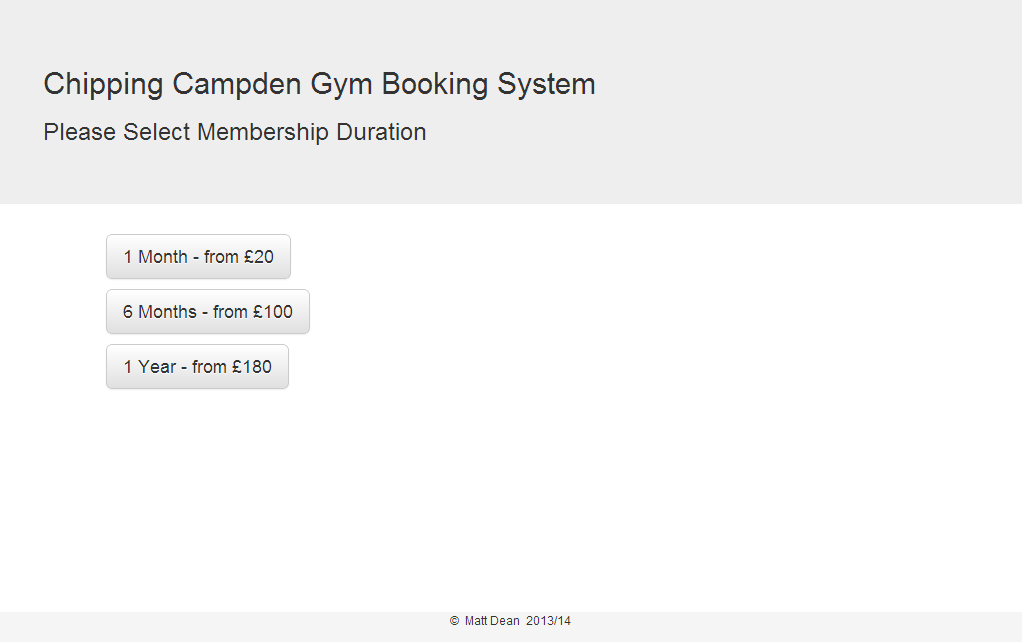 Chipping Campden Gym Booking System
Please Select Membership Duration
1 Month - from £20
6 Months - from £100
1 Year - from £180
© Matt Dean 2013/14